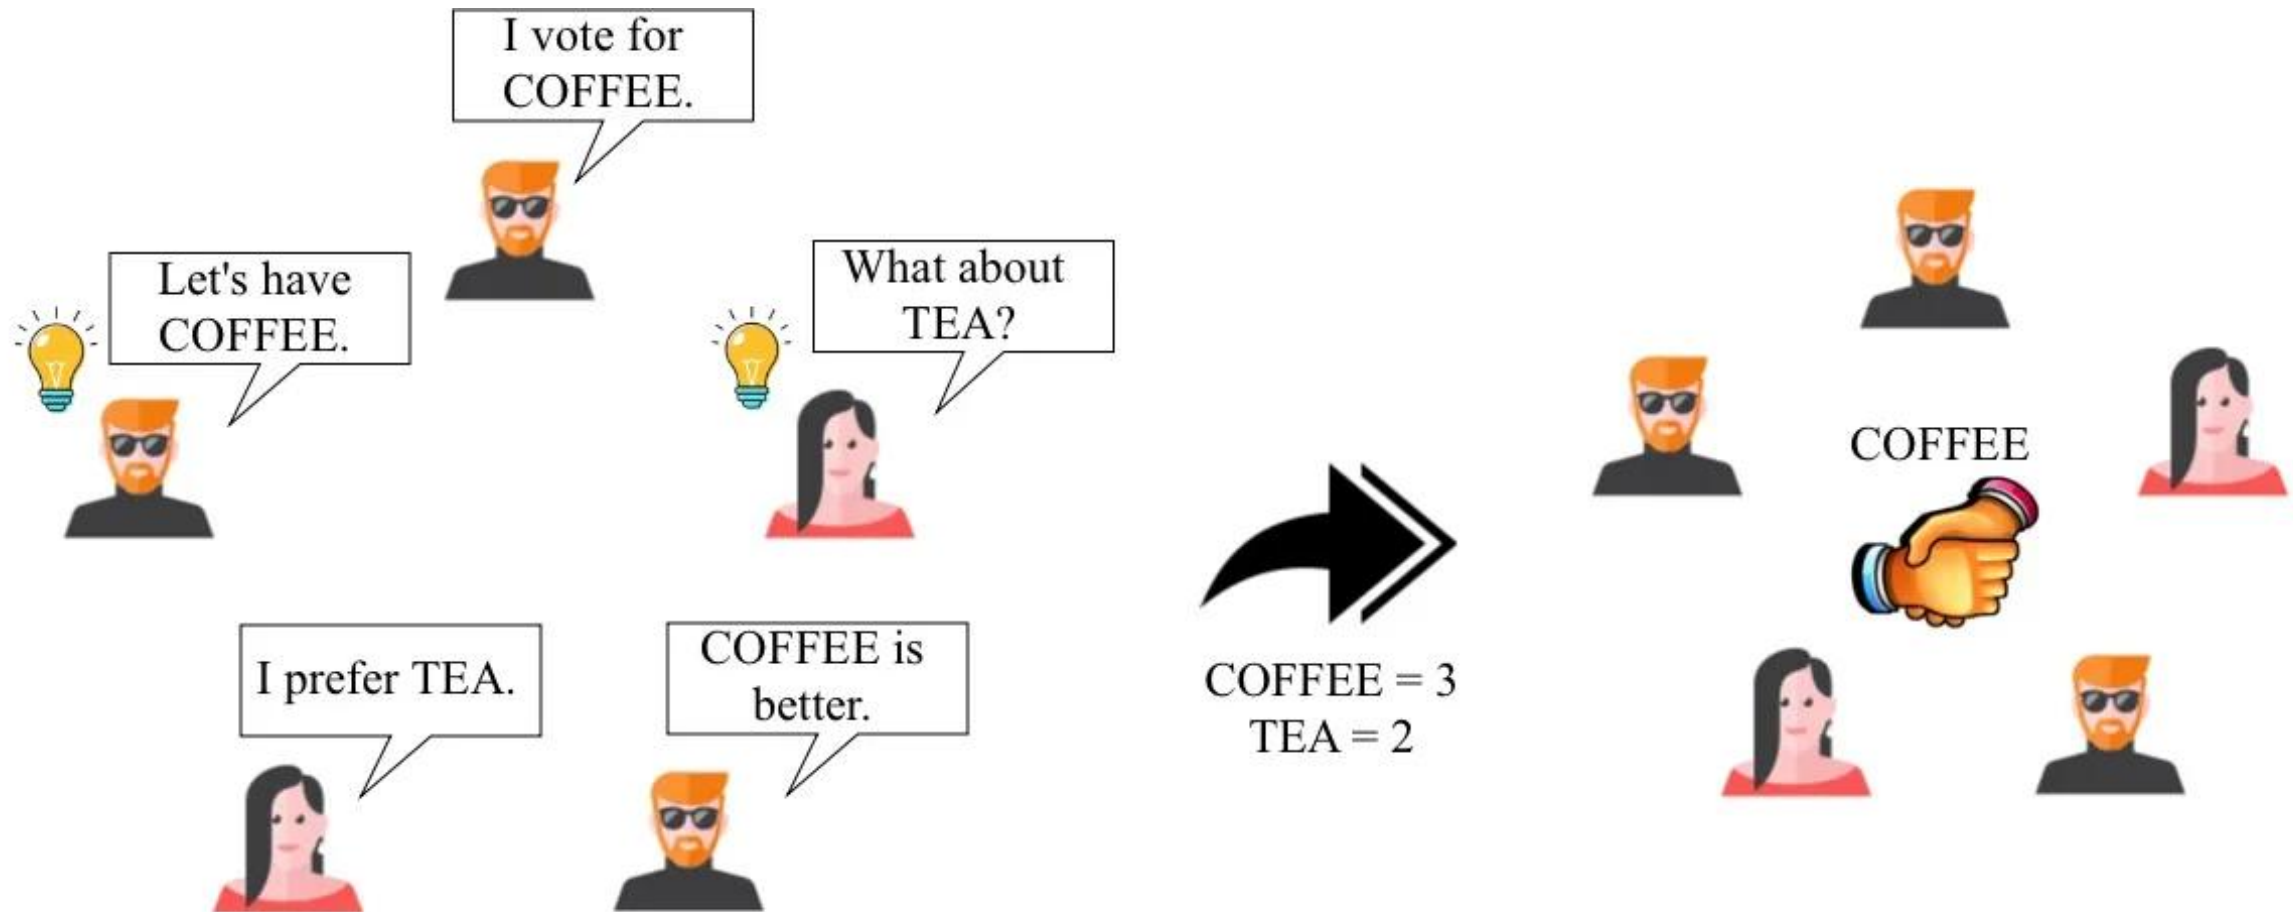 I vote for
COFFEE.
Let's have
COFFEE.
What about
TEA?
I prefer TEA.
COFFEE is
better.
COFFEE = 3
TEA = 2
COFFEE